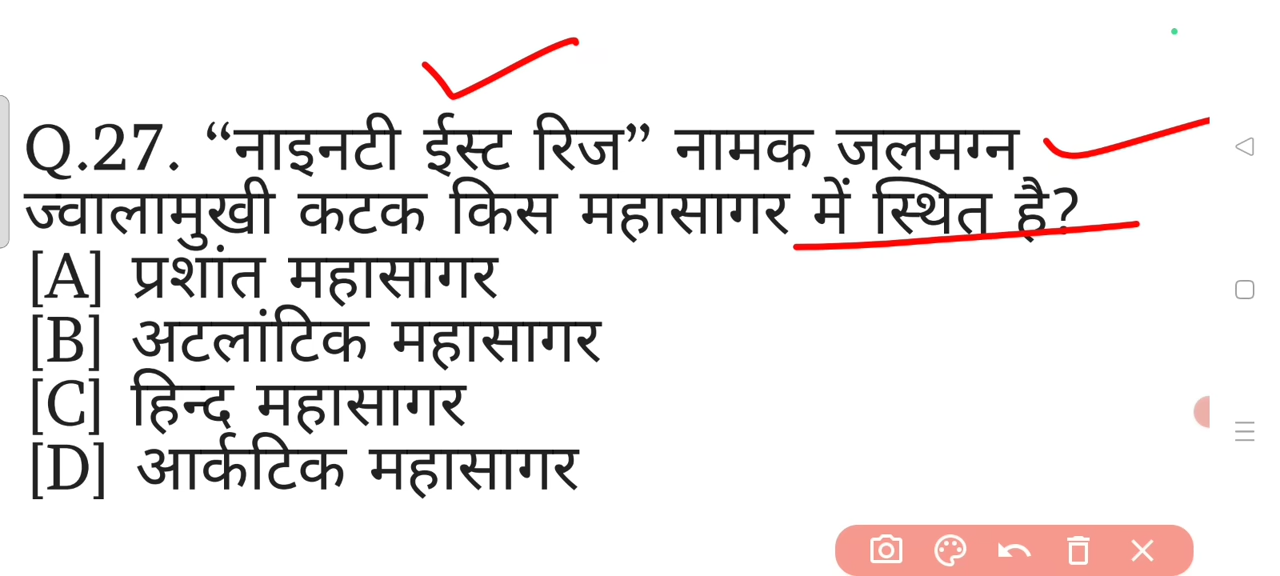 Q.27. “नाइनटी ईस्ट रिज” नामक जलमग्न
ज्वालामुखी कटक किस महासागर में स्थित है?
[A] प्रशांत महासागर
[B] अटलांटिक महासागर
[C] हिन्द महासागर
[D] आर्कटिक महासागर